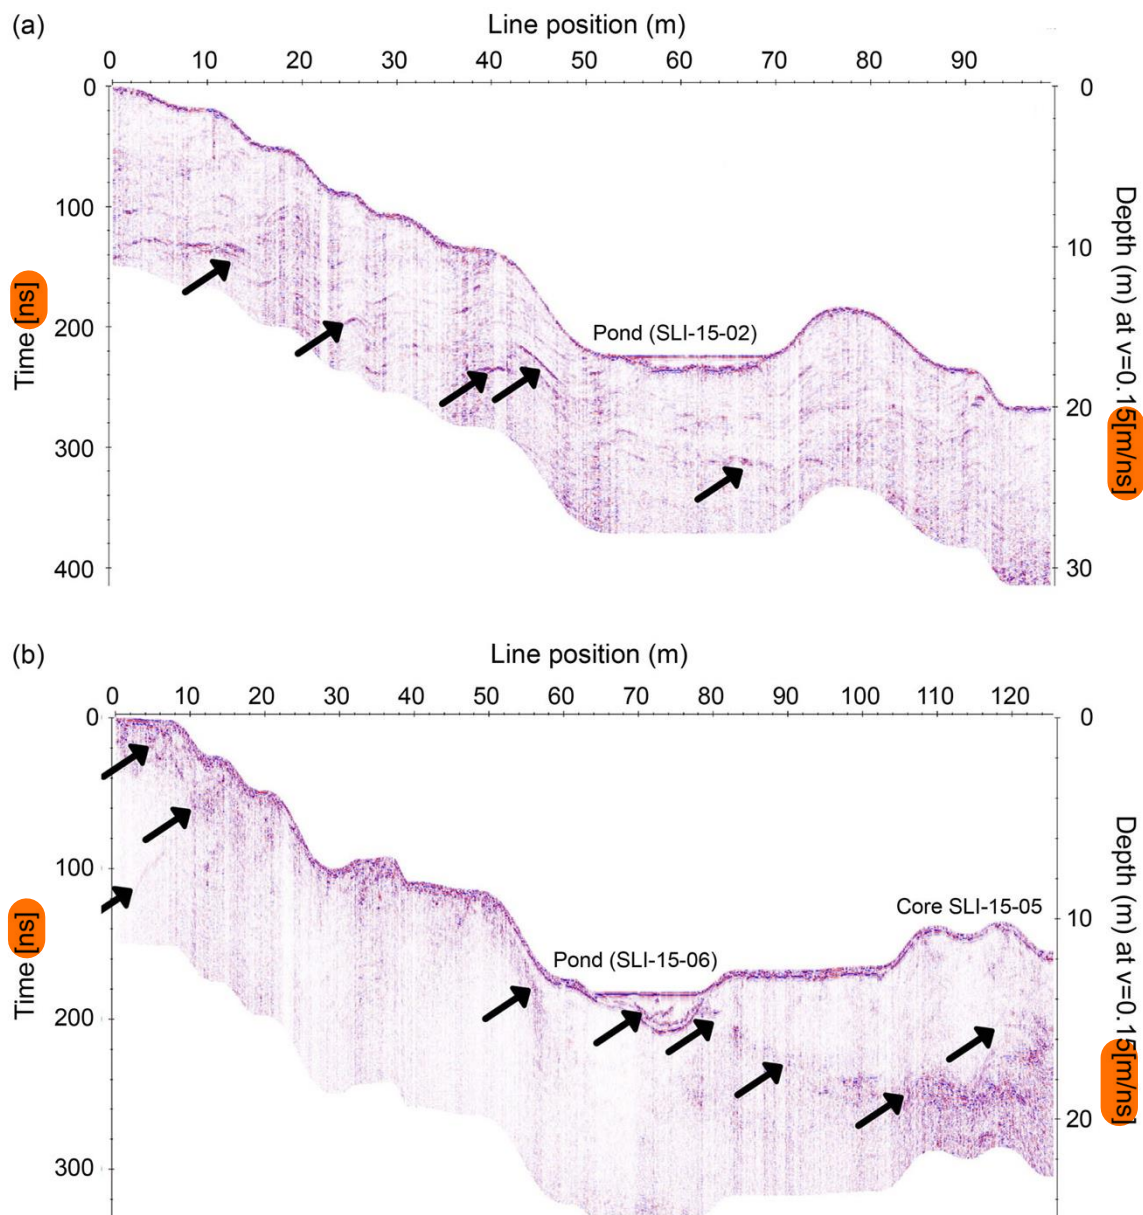 (a)
Line position (m)
0 10 20 30 40 50 60 70 80 90
0
100
200
300
400
Time [ns]
0
10
20
30
Depth (m) at v=0.15[m/ns]
Pond (SLI-15-02)
(b)
Line position (m)
0 10 20 30 40 50 60 70 80 90 100 110 120
0
100
200
300
Time [ns]
0
10
20
Depth (m) at v=0.15[m/ns]
Core SLI-15-05
Pond (SLI-15-06)